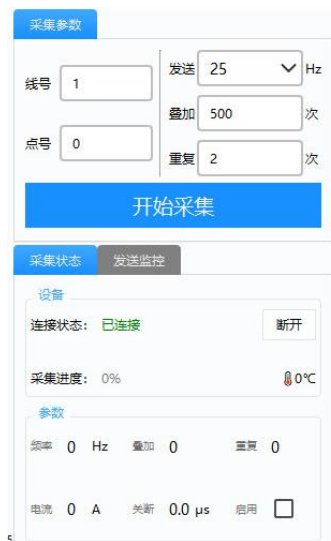 采集参数
线号 1
发送 25 Hz
叠加 500 次
点号 0
重复 2 次
开始采集
采集状态 发送监控
设备
连接状态: 已连接 断开
采集进度: 0% 0℃
参数
频率 0 Hz 叠加 0 重复 0
电流 0 A 关断 0.0 μs 启用